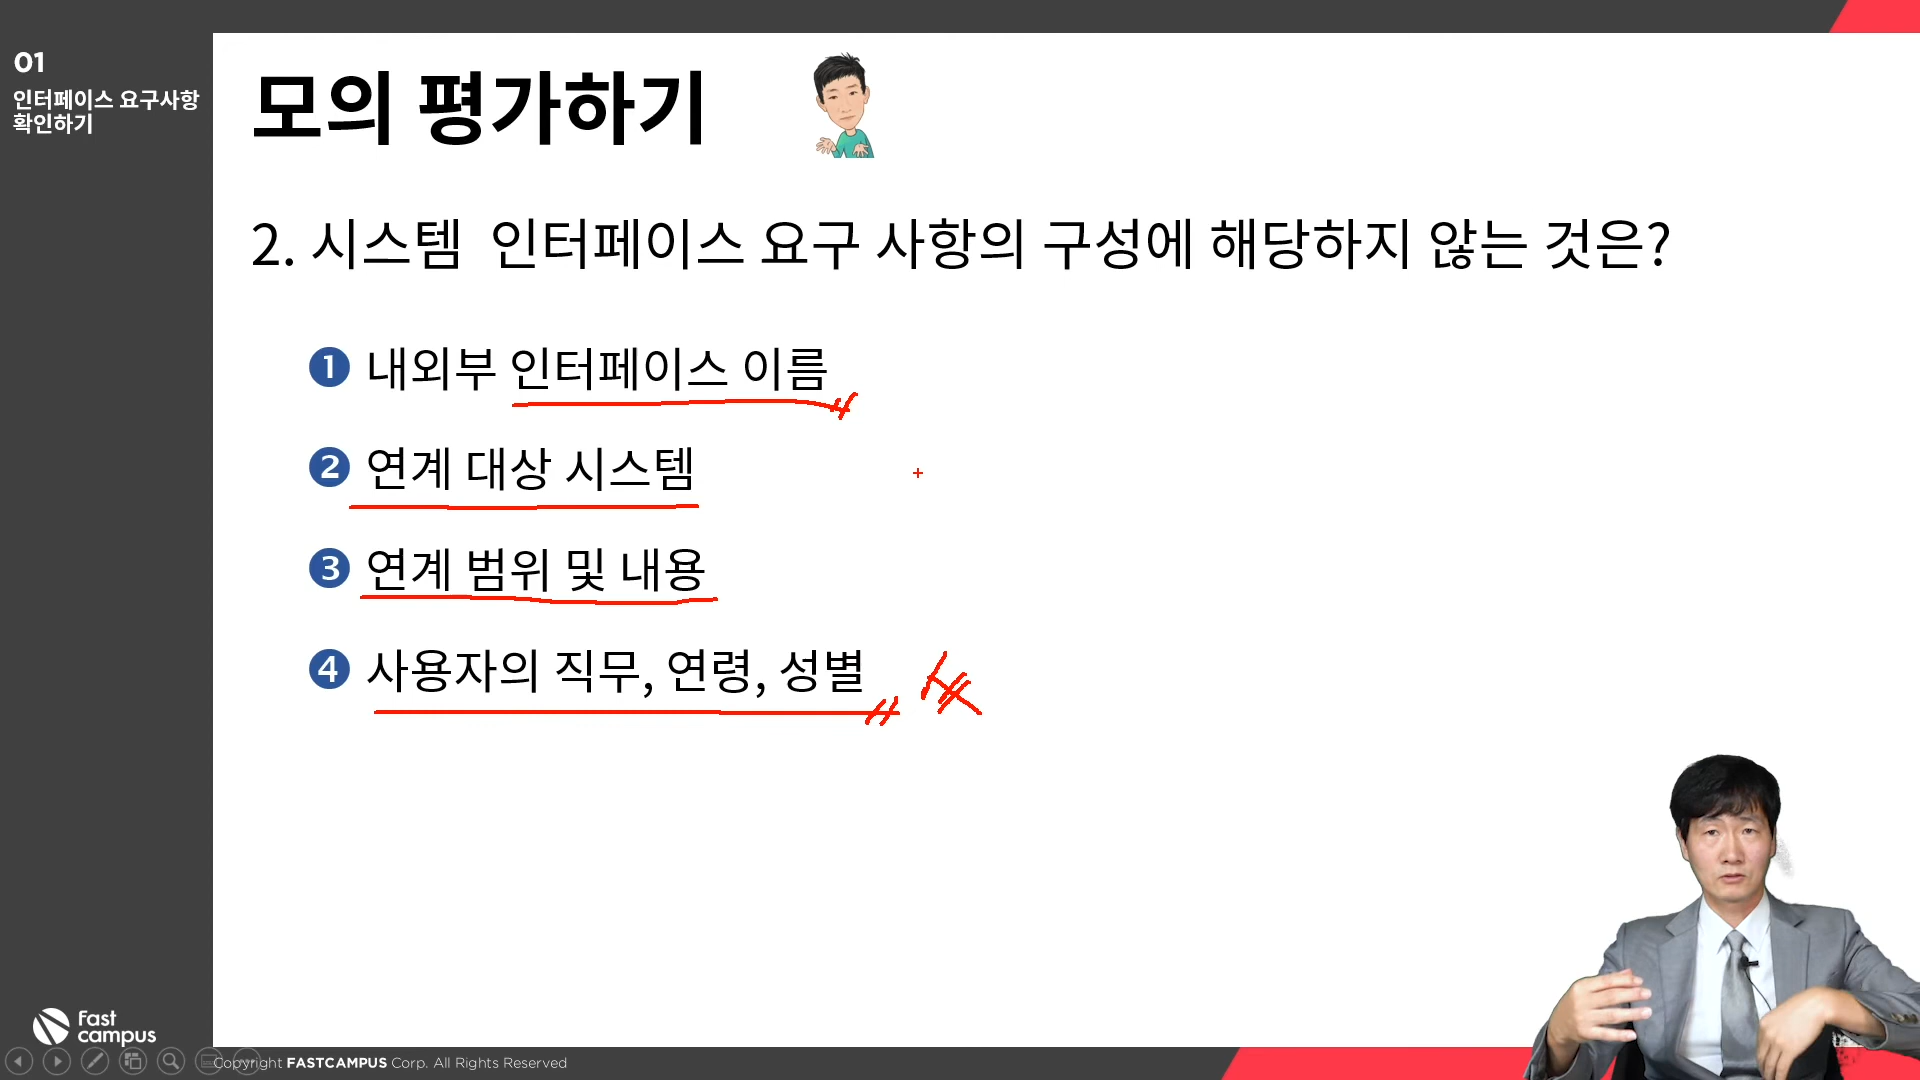 01
인터페이스 요구사항
확인하기
모의 평가하기
2. 시스템 인터페이스 요구 사항의 구성에 해당하지 않는 것은?
1 내외부 인터페이스 이름
2 연계 대상 시스템
3 연계 범위 및 내용
4 사용자의 직무, 연령, 성별
Fast
campus
Copyright FASTCAMPUS Corp. All Rights Reserved